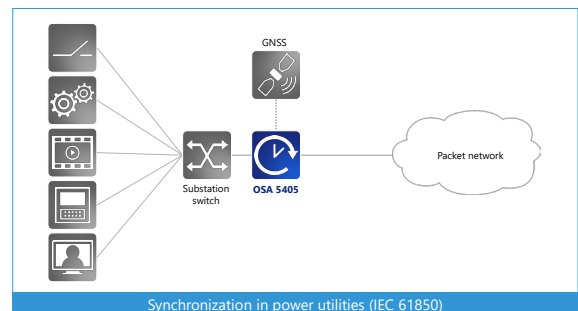 GNSS
Packet network
Substation
switch
OSA 5405
Synchronization in power utilities (IEC 61850)